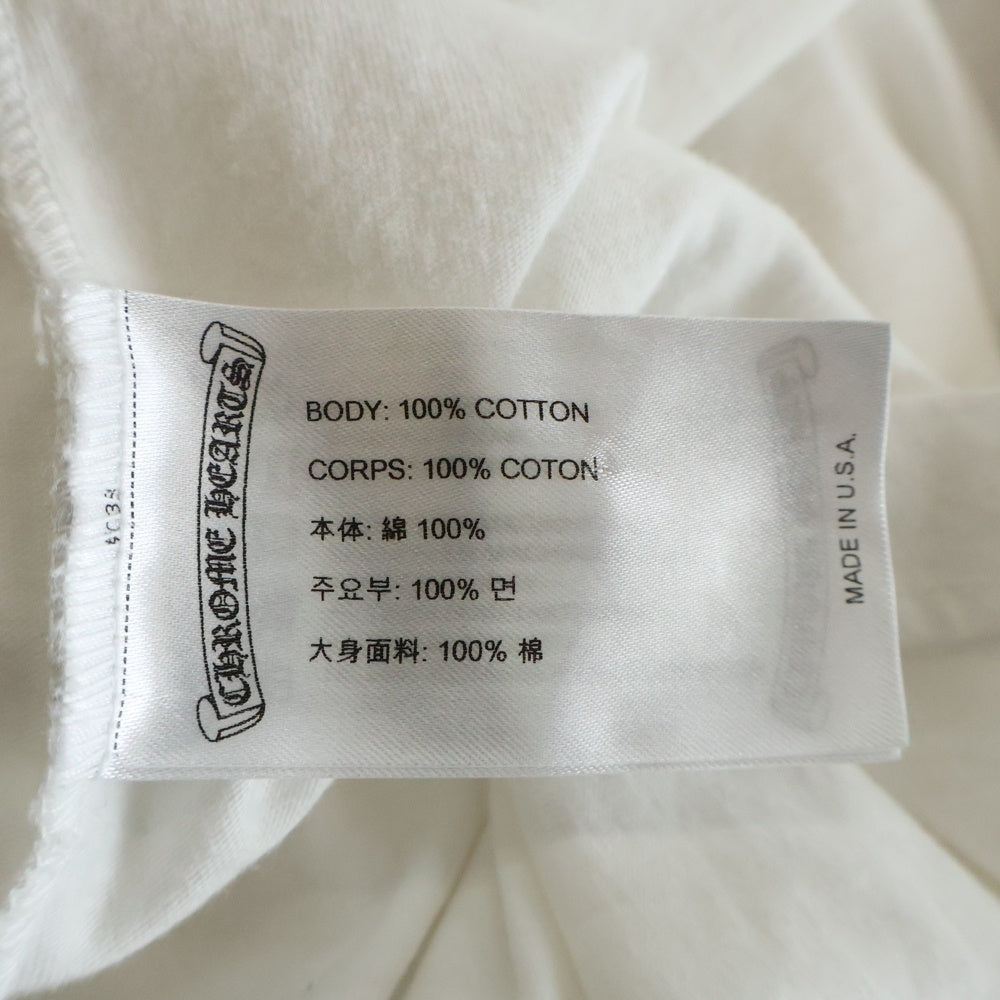 CHROME HEARTS
BODY: 100% COTTON
CORPS: 100% COTON
本体: 綿 100%
주요부: 100% 면
大身面料: 100% 棉
MADE IN U.S.A.